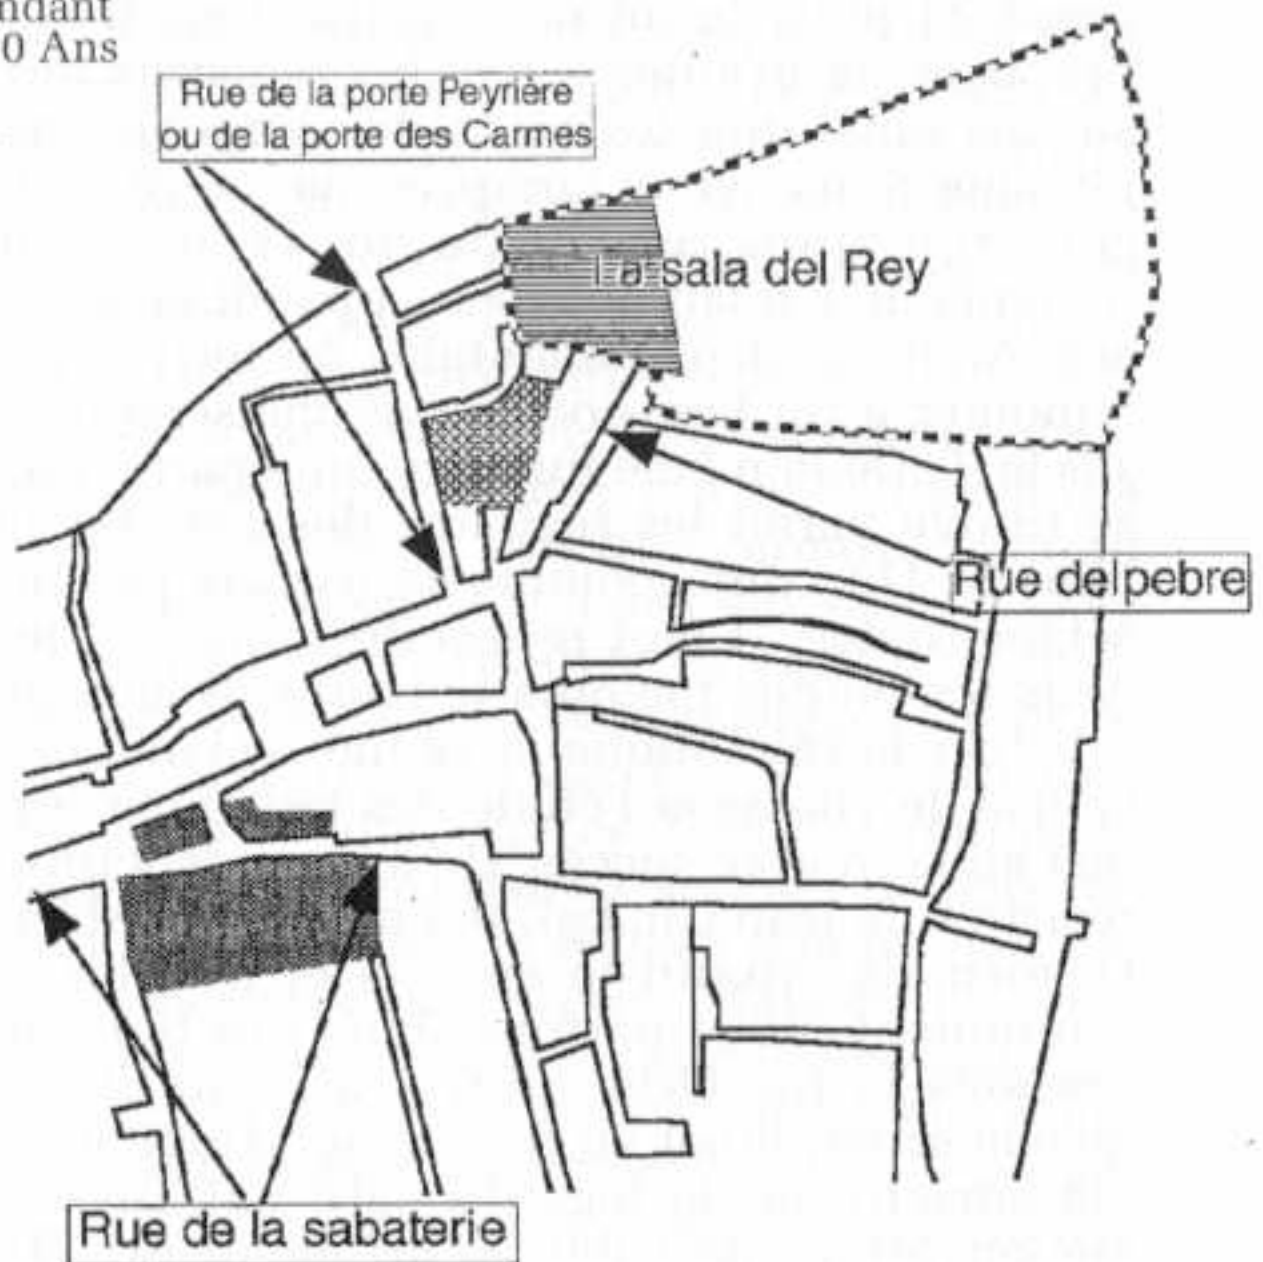 ndant
0 Ans
Rue de la porte Peyrière
ou de la porte des Carmes
La sala del Rey
Rue delpebre
Rue de la sabaterie